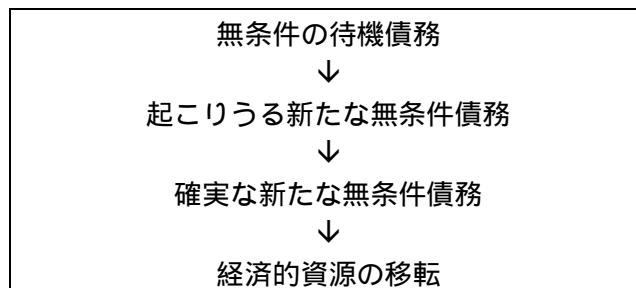 無条件の待機債務
↓
起こりうる新たな無条件債務
↓
確実な新たな無条件債務
↓
経済的資源の移転